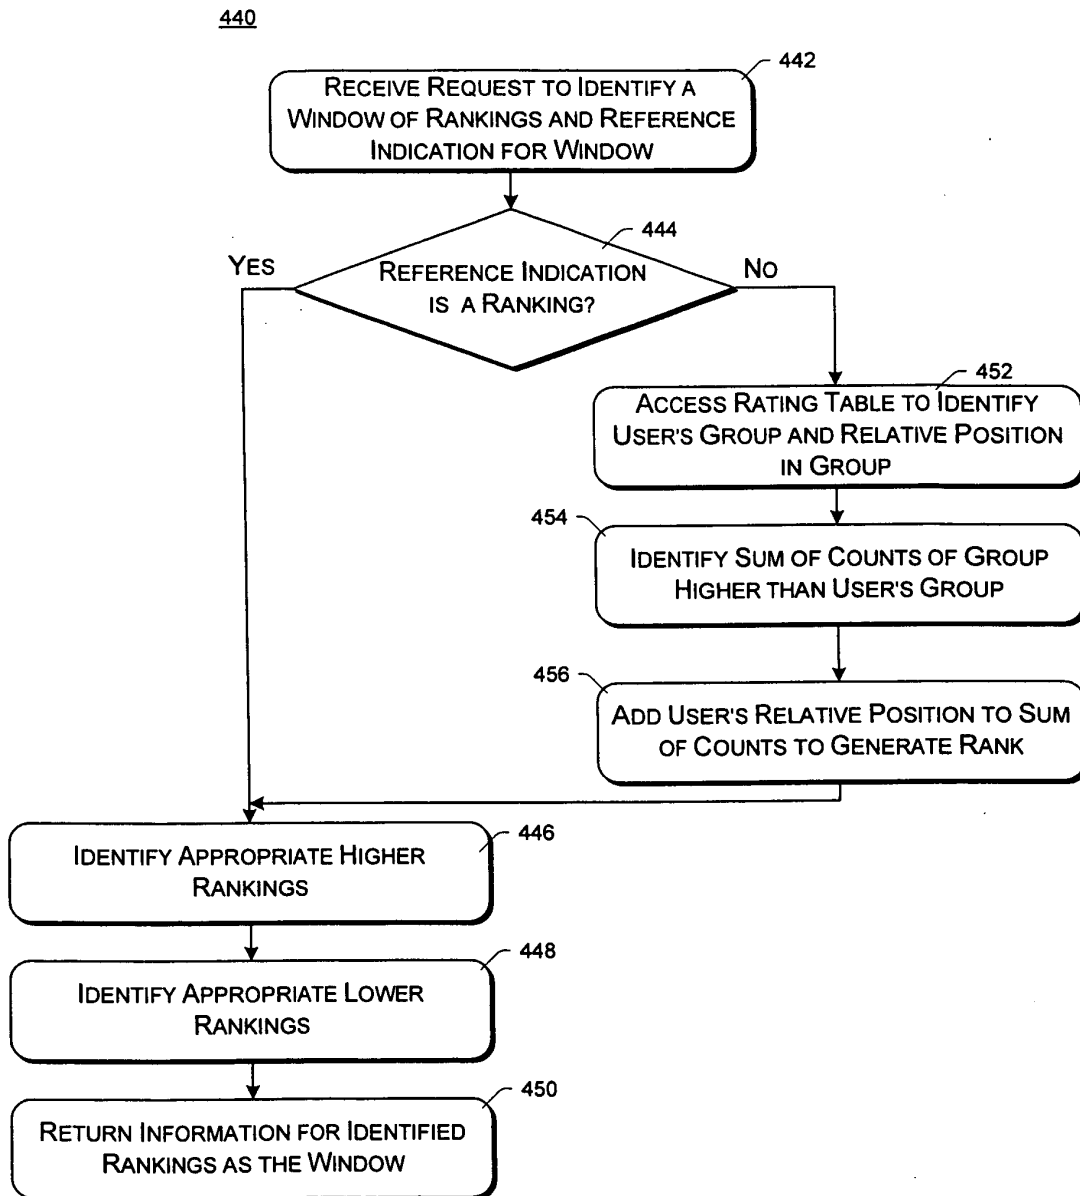 440
442
RECEIVE REQUEST TO IDENTIFY A
WINDOW OF RANKINGS AND REFERENCE
INDICATION FOR WINDOW
444
YES
REFERENCE INDICATION
IS A RANKING?
NO
452
ACCESS RATING TABLE TO IDENTIFY
USER'S GROUP AND RELATIVE POSITION
IN GROUP
454
IDENTIFY SUM OF COUNTS OF GROUP
HIGHER THAN USER'S GROUP
456
ADD USER'S RELATIVE POSITION TO SUM
OF COUNTS TO GENERATE RANK
446
IDENTIFY APPROPRIATE HIGHER
RANKINGS
448
IDENTIFY APPROPRIATE LOWER
RANKINGS
450
RETURN INFORMATION FOR IDENTIFIED
RANKINGS AS THE WINDOW